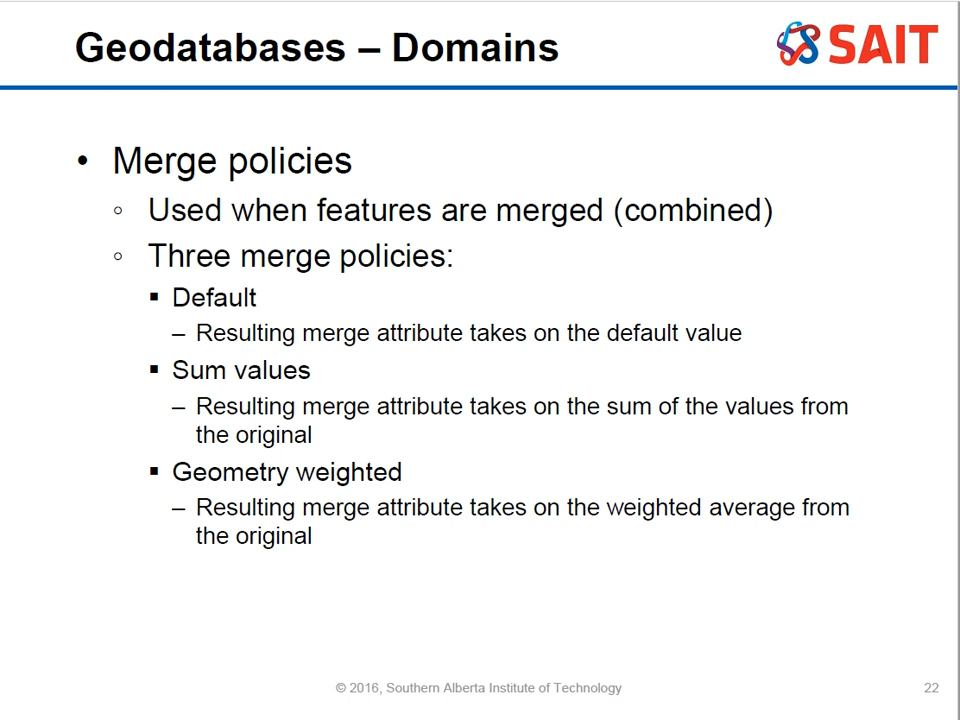 Geodatabases – Domains
SAIT
• Merge policies
◦ Used when features are merged (combined)
◦ Three merge policies:
▪ Default
– Resulting merge attribute takes on the default value
▪ Sum values
– Resulting merge attribute takes on the sum of the values from
the original
▪ Geometry weighted
– Resulting merge attribute takes on the weighted average from
the original
© 2016, Southern Alberta Institute of Technology
22